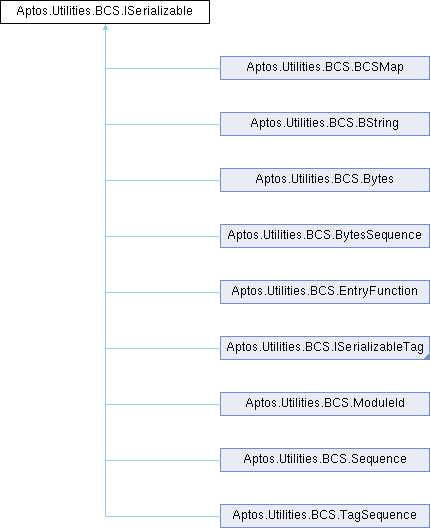 Aptos.Utilities.BCS.ISerializable
Aptos.Utilities.BCS.BCSMap
Aptos.Utilities.BCS.BString
Aptos.Utilities.BCS.Bytes
Aptos.Utilities.BCS.BytesSequence
Aptos.Utilities.BCS.EntryFunction
Aptos.Utilities.BCS.ISerializableTag
Aptos.Utilities.BCS.ModuleId
Aptos.Utilities.BCS.Sequence
Aptos.Utilities.BCS.TagSequence